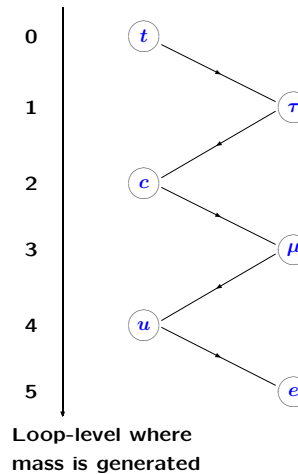 0 t
1 τ
2 c
3 μ
4 u
5 e
Loop-level where
mass is generated